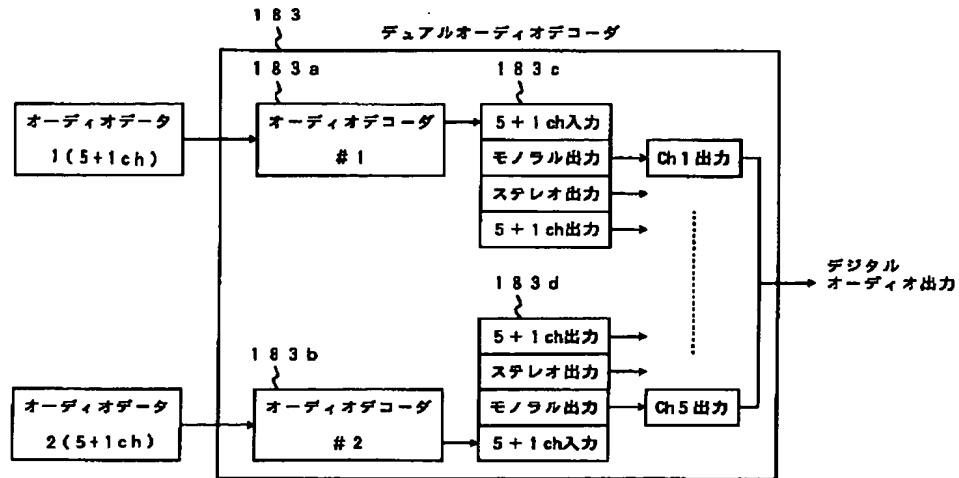 183
デュアルオーディオデコーダ
183a
183c
オーディオデータ
1(5+1ch)
オーディオデコーダ
#1
5+1ch入力
モノラル出力
ステレオ出力
5+1ch出力
Ch1出力
デジタル
オーディオ出力
183d
183b
5+1ch出力
ステレオ出力
モノラル出力
5+1ch入力
Ch5出力
オーディオデータ
2(5+1ch)
オーディオデコーダ
#2